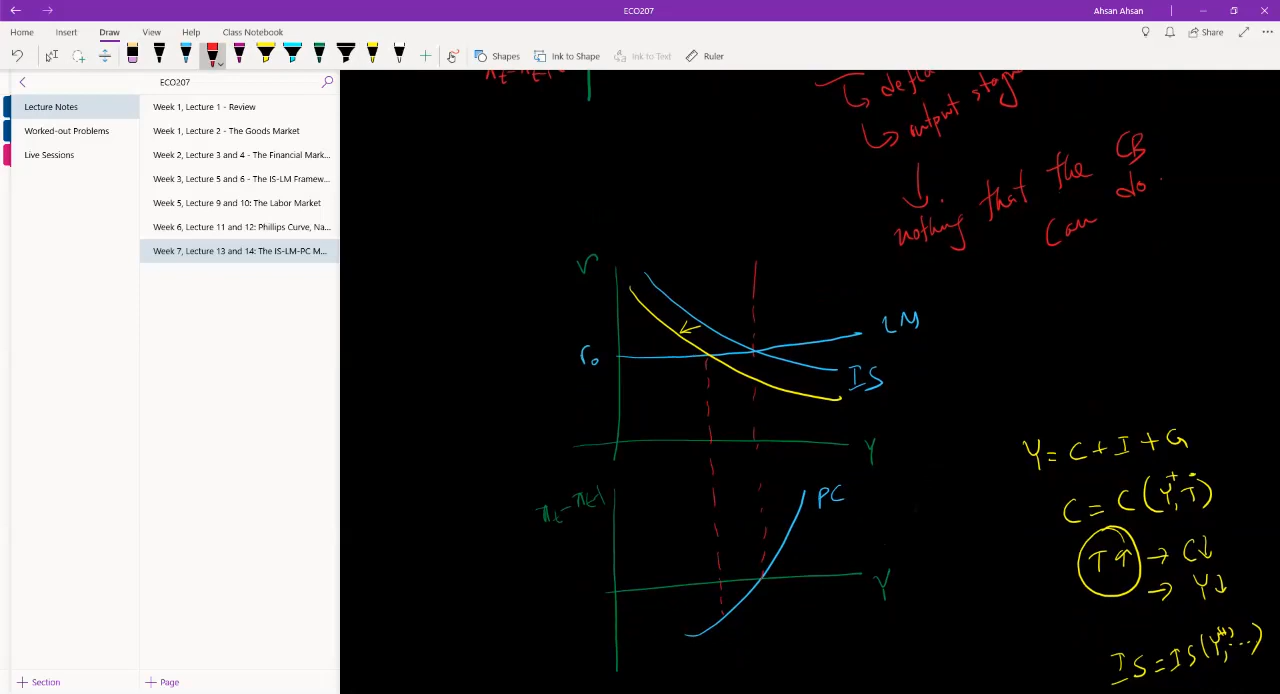 ECO207
Ahsan Ahsan
Home Insert Draw View Help Class Notebook
Share
Shapes Ink to Shape Ink to Text Ruler
ECO207
Lecture Notes
Worked-out Problems
Live Sessions
Week 1, Lecture 1 - Review
Week 1, Lecture 2 - The Goods Market
Week 2, Lecture 3 and 4 - The Financial Mark...
Week 3, Lecture 5 and 6 - The IS-LM Framew...
Week 5, Lecture 9 and 10: The Labor Market
Week 6, Lecture 11 and 12: Phillips Curve, Na...
Week 7, Lecture 13 and 14: The IS-LM-PC M...
+ Section
+ Page
output stagn
nothing that the CB
can do.
r
LM
r₀
IS
Y
πt - πt-1
PC
Y
Y = C + I + G
C = C (Y⁺, T⁻)
T↑ → C↓
→ Y↓